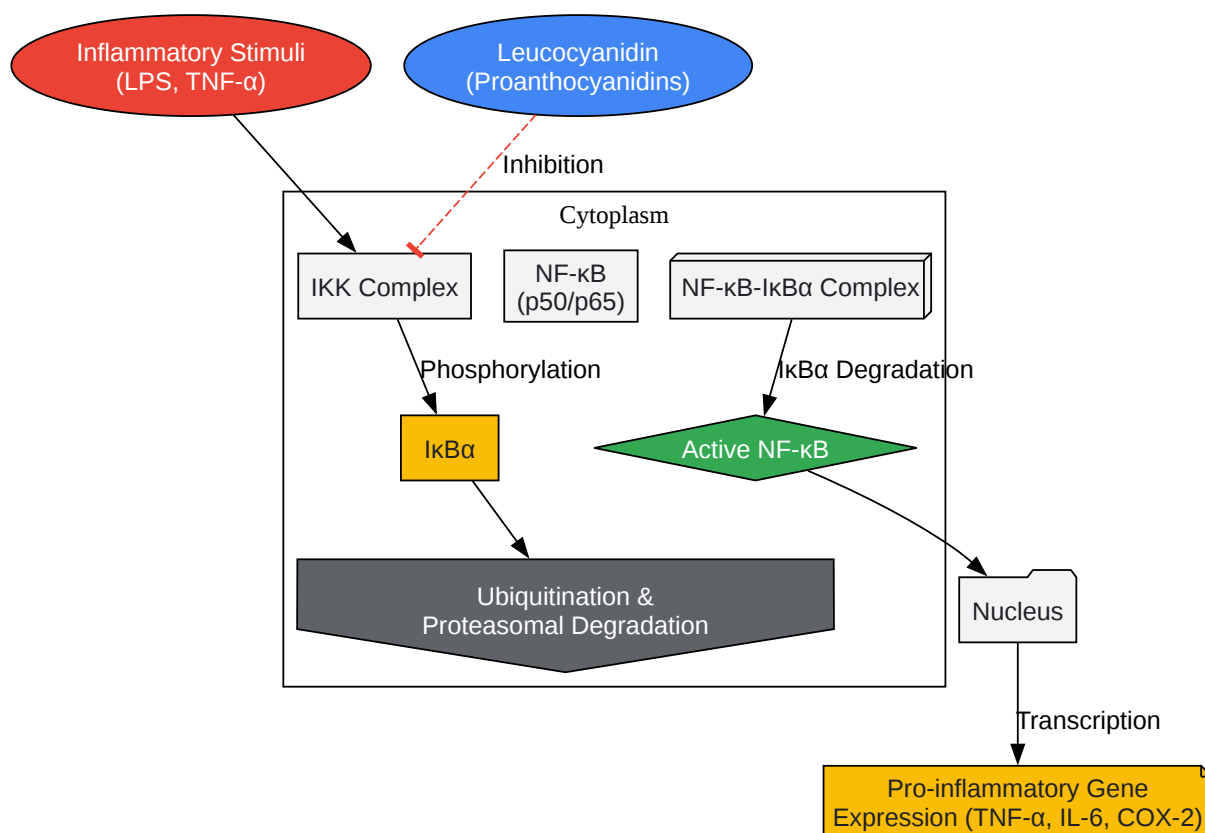 Inflammatory Stimuli
(LPS, TNF-α)
Leucocyanidin
(Proanthocyanidins)
Inhibition
Cytoplasm
IKK Complex
NF-κB
(p50/p65)
NF-κB-IκBα Complex
Phosphorylation
IκBα Degradation
IκBα
Active NF-κB
Ubiquitination &
Proteasomal Degradation
Nucleus
Transcription
Pro-inflammatory Gene
Expression (TNF-α, IL-6, COX-2)